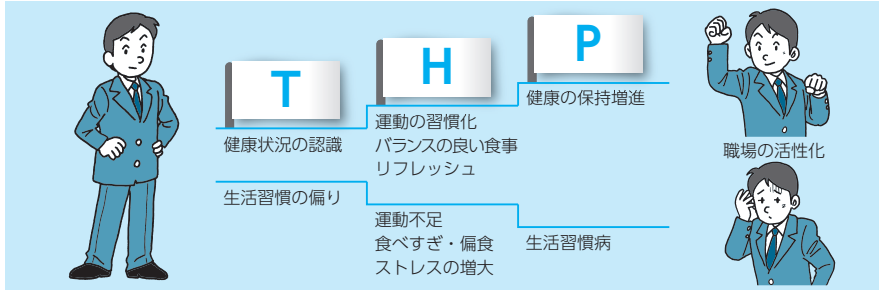 T
H
P
健康状況の認識
運動の習慣化
バランスの良い食事
リフレッシュ
健康の保持増進
職場の活性化
生活習慣の偏り
運動不足
食べすぎ・偏食
ストレスの増大
生活習慣病